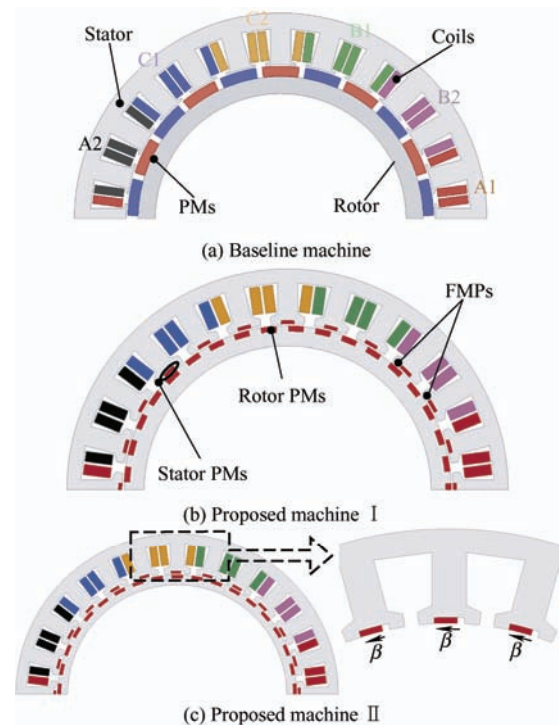 C2
Stator
C1
B1
Coils
B2
A2
A1
PMs
Rotor
(a) Baseline machine
FMPs
Rotor PMs
Stator PMs
(b) Proposed machine Ⅰ
β
β
β
(c) Proposed machine Ⅱ